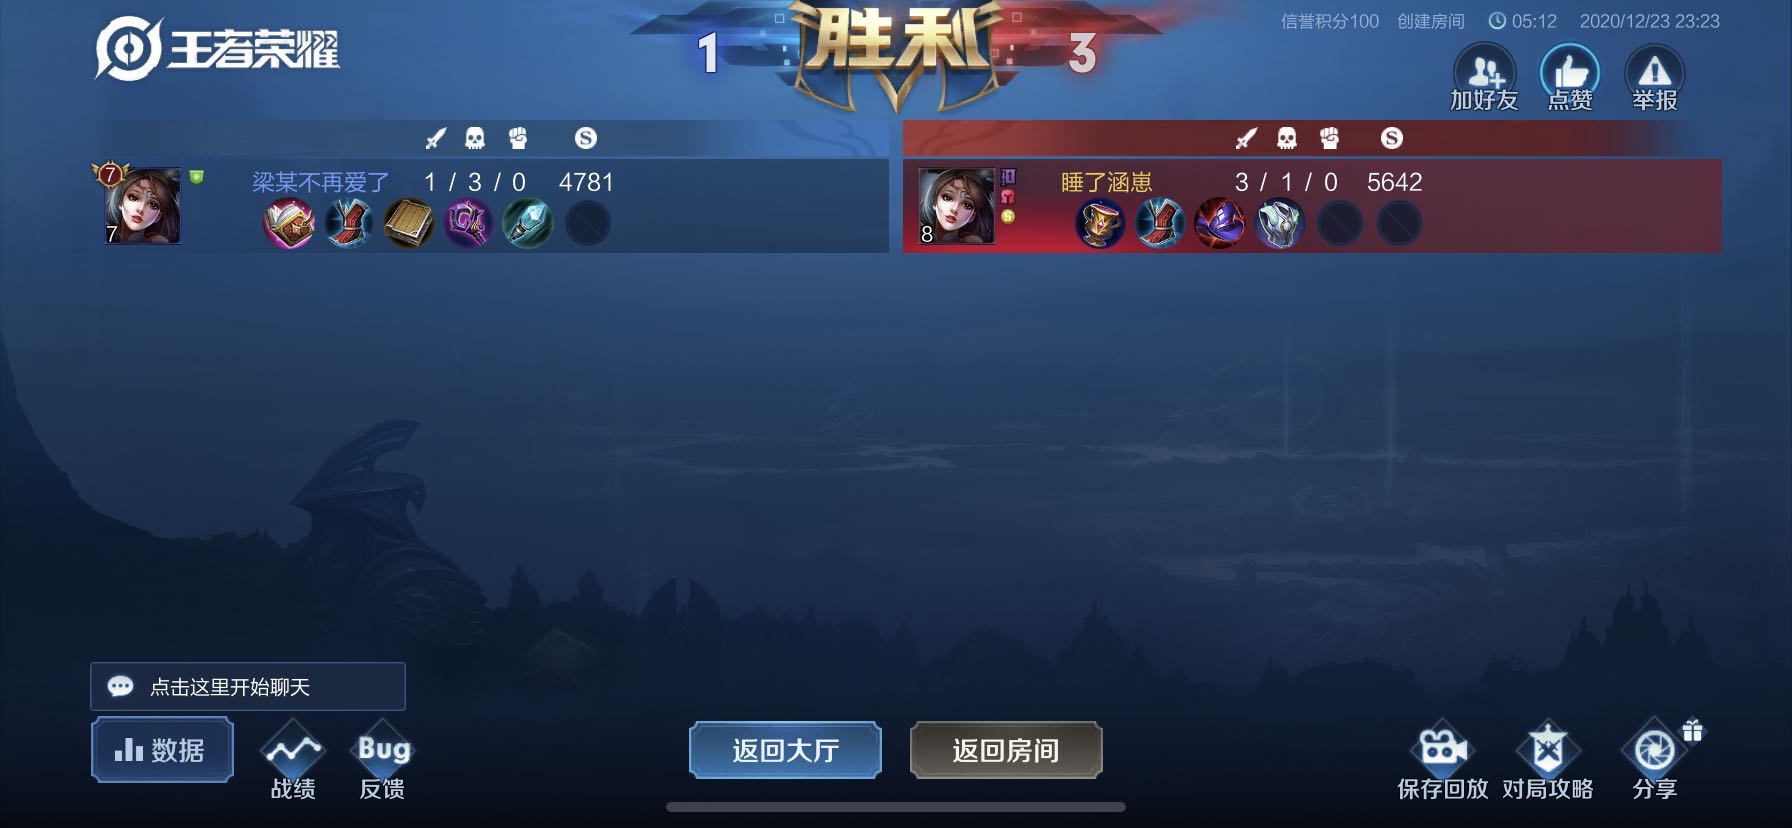 王者荣耀
1 胜利 3
信誉积分100 创建房间 05:12 2020/12/23 23:23
加好友 点赞 举报
S
S
7
7
梁某不再爱了 1 / 3 / 0 4781
8
睡了涵崽 3 / 1 / 0 5642
点击这里开始聊天
数据
战绩
Bug
反馈
返回大厅
返回房间
保存回放
对局攻略
分享